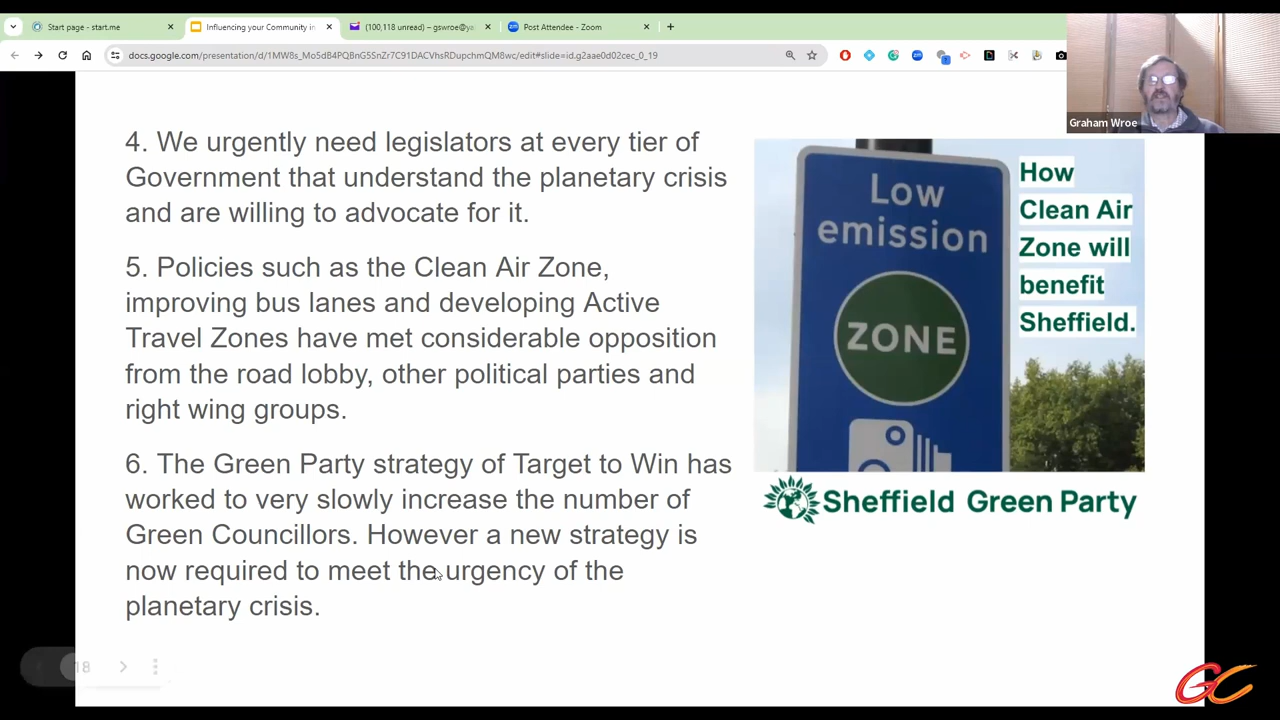 Start page - start.me
Influencing your Community in
(100,118 unread) – gswroe@ya
Post Attendee - Zoom
docs.google.com/presentation/d/1MW8s_Mo5d84PQBnG5SnZr7C91DACVhsRDupchmQM8wc/edit#slide=id.g2aae0d02cec_0_19
Graham Wroe
4. We urgently need legislators at every tier of
Government that understand the planetary crisis
and are willing to advocate for it.
5. Policies such as the Clean Air Zone,
improving bus lanes and developing Active
Travel Zones have met considerable opposition
from the road lobby, other political parties and
right wing groups.
6. The Green Party strategy of Target to Win has
worked to very slowly increase the number of
Green Councillors. However a new strategy is
now required to meet the urgency of the
planetary crisis.
Low
emission
ZONE
How
Clean Air
Zone will
benefit
Sheffield.
Sheffield Green Party
18
GC